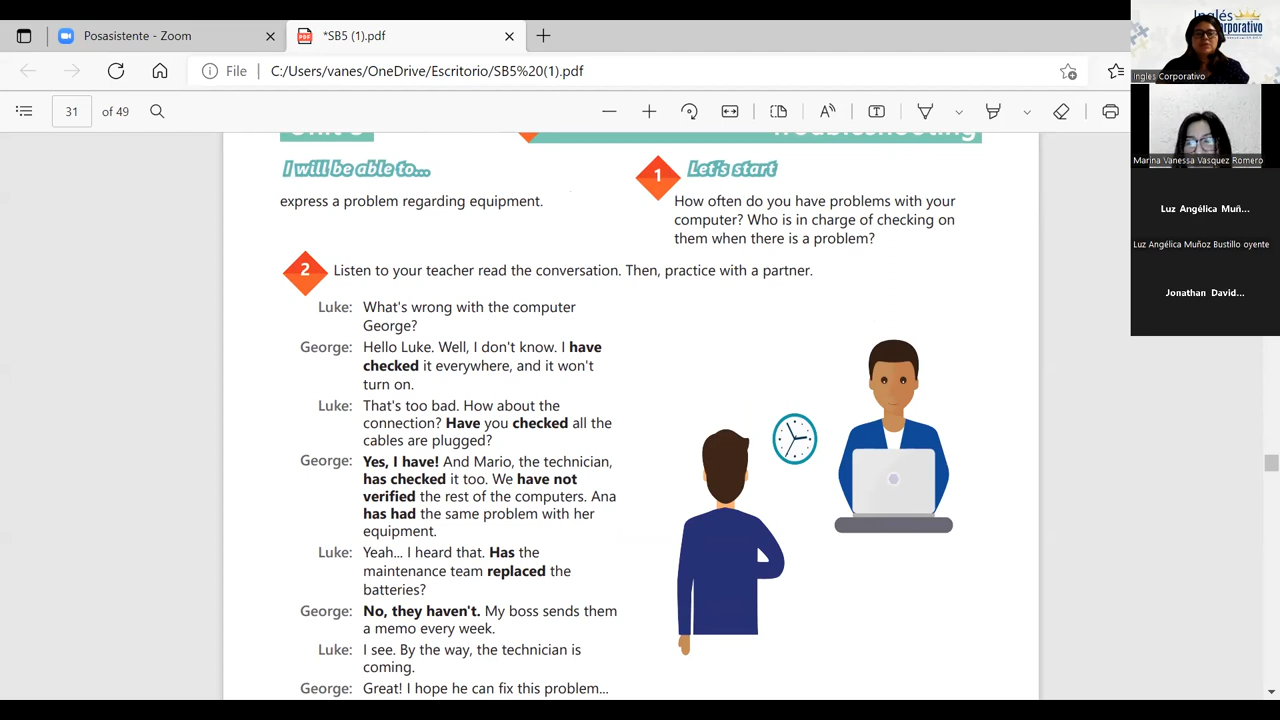 Posasistente - Zoom
*SB5 (1).pdf
File
C:/Users/vanes/OneDrive/Escritorio/SB5%20(1).pdf
31
of 49
Troubleshooting
I will be able to...
express a problem regarding equipment.
1
Let's start
How often do you have problems with your
computer? Who is in charge of checking on
them when there is a problem?
2
Listen to your teacher read the conversation. Then, practice with a partner.
Luke: What's wrong with the computer
George?
George: Hello Luke. Well, I don't know. I have
checked it everywhere, and it won't
turn on.
Luke: That's too bad. How about the
connection? Have you checked all the
cables are plugged?
George: Yes, I have! And Mario, the technician,
has checked it too. We have not
verified the rest of the computers. Ana
has had the same problem with her
equipment.
Luke: Yeah... I heard that. Has the
maintenance team replaced the
batteries?
George: No, they haven't. My boss sends them
a memo every week.
Luke: I see. By the way, the technician is
coming.
George: Great! I hope he can fix this problem...
Inglés
Corporativo
Ingles Corporativo
Marina Vanessa Vasquez Romero
Luz Angélica Muñ...
Luz Angélica Muñoz Bustillo oyente
Jonathan David...